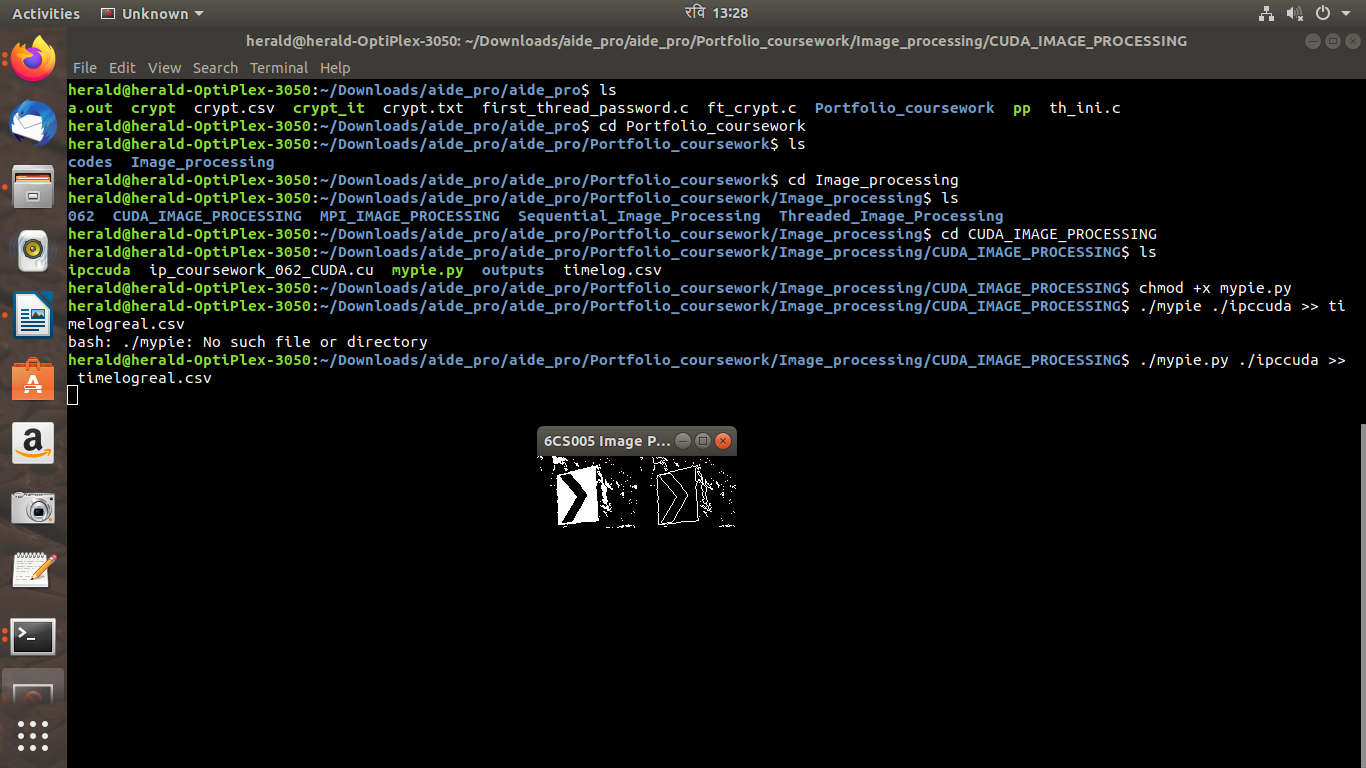 Activities Unknown रवि 13:28
herald@herald-OptiPlex-3050: ~/Downloads/aide_pro/aide_pro/Portfolio_coursework/Image_processing/CUDA_IMAGE_PROCESSING
File Edit View Search Terminal Help
herald@herald-OptiPlex-3050:~/Downloads/aide_pro/aide_pro$ ls
a.out crypt crypt.csv crypt_it crypt.txt first_thread_password.c ft_crypt.c Portfolio_coursework pp th_ini.c
herald@herald-OptiPlex-3050:~/Downloads/aide_pro/aide_pro$ cd Portfolio_coursework
herald@herald-OptiPlex-3050:~/Downloads/aide_pro/aide_pro/Portfolio_coursework$ ls
codes Image_processing
herald@herald-OptiPlex-3050:~/Downloads/aide_pro/aide_pro/Portfolio_coursework$ cd Image_processing
herald@herald-OptiPlex-3050:~/Downloads/aide_pro/aide_pro/Portfolio_coursework/Image_processing$ ls
062 CUDA_IMAGE_PROCESSING MPI_IMAGE_PROCESSING Sequential_Image_Processing Threaded_Image_Processing
herald@herald-OptiPlex-3050:~/Downloads/aide_pro/aide_pro/Portfolio_coursework/Image_processing$ cd CUDA_IMAGE_PROCESSING
herald@herald-OptiPlex-3050:~/Downloads/aide_pro/aide_pro/Portfolio_coursework/Image_processing/CUDA_IMAGE_PROCESSING$ ls
ipccuda ip_coursework_062_CUDA.cu mypie.py outputs timelog.csv
herald@herald-OptiPlex-3050:~/Downloads/aide_pro/aide_pro/Portfolio_coursework/Image_processing/CUDA_IMAGE_PROCESSING$ chmod +x mypie.py
herald@herald-OptiPlex-3050:~/Downloads/aide_pro/aide_pro/Portfolio_coursework/Image_processing/CUDA_IMAGE_PROCESSING$ ./mypie ./ipccuda >> ti
melogreal.csv
bash: ./mypie: No such file or directory
herald@herald-OptiPlex-3050:~/Downloads/aide_pro/aide_pro/Portfolio_coursework/Image_processing/CUDA_IMAGE_PROCESSING$ ./mypie.py ./ipccuda >>
 timelogreal.csv
6CS005 Image P...